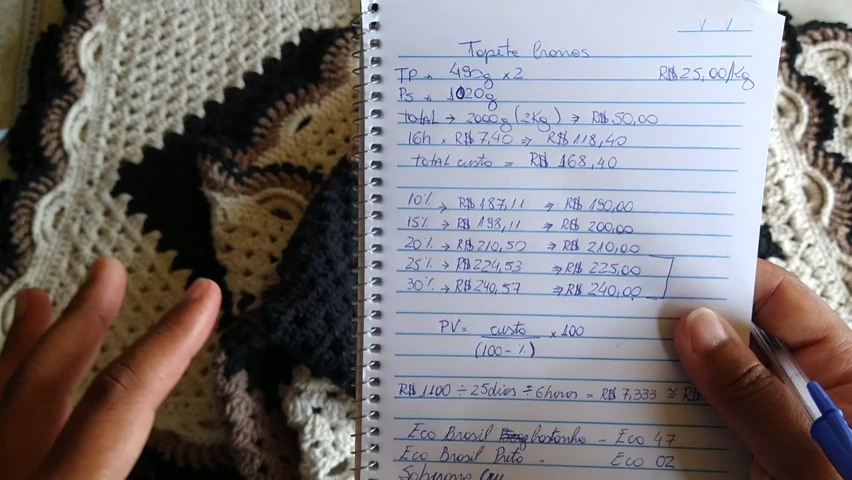 Tapete Cronos
TP → 490g x 2 R$ 25,00/Kg
PS → 1020g
TOTAL → 2000g (2Kg) ⇒ R$ 50,00
16h x R$ 7,40 ⇒ R$ 118,40
TOTAL custo = R$ 168,40
10% → R$ 187,11 ⇒ R$ 190,00
15% → R$ 198,11 ⇒ R$ 200,00
20% → R$ 210,50 ⇒ R$ 210,00
25% → R$ 224,53 ⇒ R$ 225,00
30% → R$ 240,57 ⇒ R$ 240,00
PV = custo x 100
(100 - %)
R$ 1100 ÷ 25dias ÷ 6horas = R$ 7,333 ≅ R$
Eco Brasil Castanho - Eco 47
Eco Brasil Preto - Eco 02
Soberano Cru